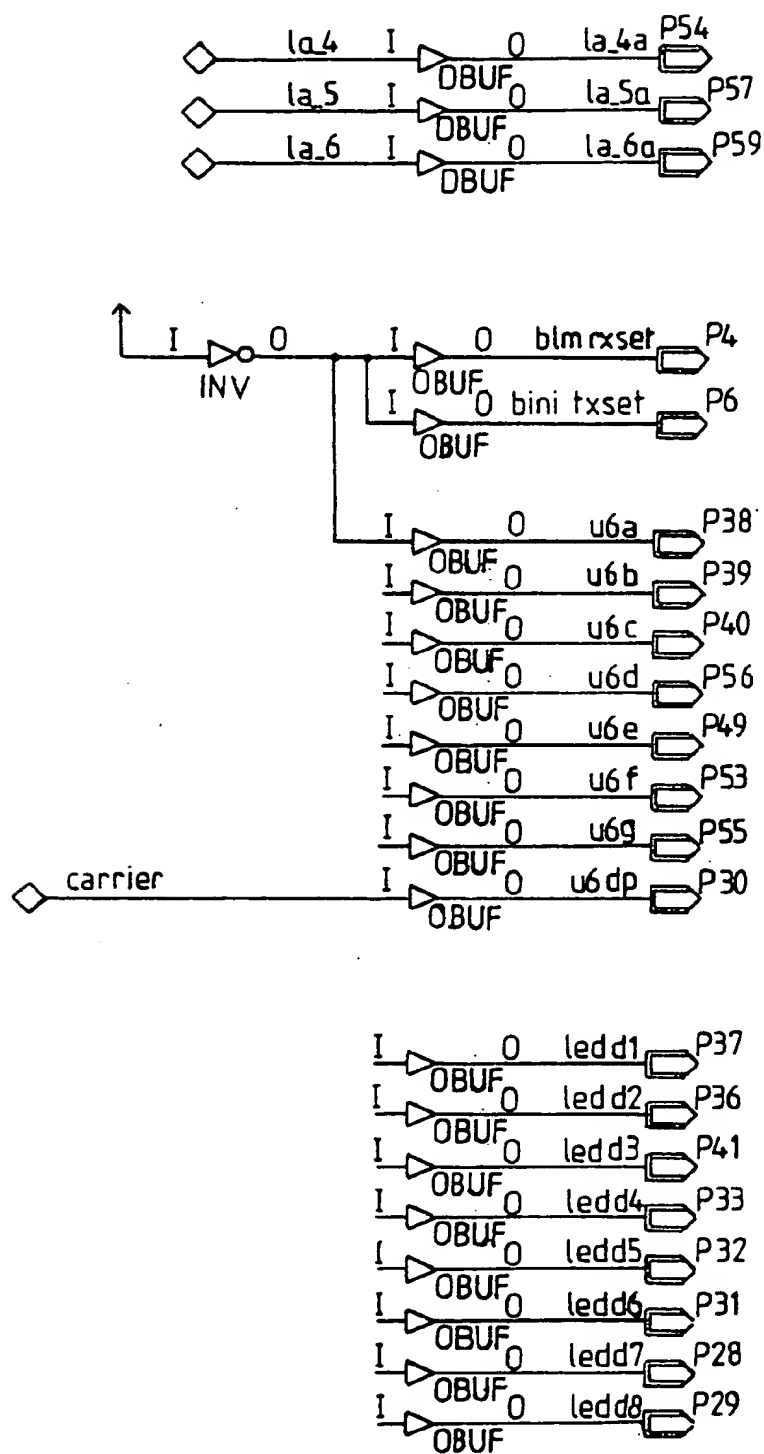 la_4 I O la_4a P54
OBUF
la_5 I O la_5a P57
OBUF
la_6 I O la_6a P59
OBUF
I O I O blm rxset P4
INV OBUF
I O bini txset P6
OBUF
I O u6a P38
OBUF
I O u6b P39
OBUF
I O u6c P40
OBUF
I O u6d P56
OBUF
I O u6e P49
OBUF
I O u6f P53
OBUF
I O u6g P55
OBUF
carrier I O u6dp P30
OBUF
I O ledd1 P37
OBUF
I O ledd2 P36
OBUF
I O ledd3 P41
OBUF
I O ledd4 P33
OBUF
I O ledd5 P32
OBUF
I O ledd6 P31
OBUF
I O ledd7 P28
OBUF
I O ledd8 P29
OBUF